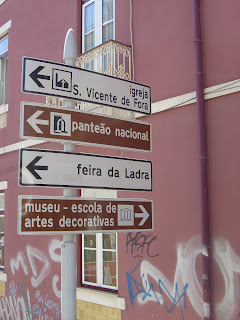 igreja
S. Vicente de Fora
panteão nacional
feira da Ladra
museu - escola de
artes decorativas